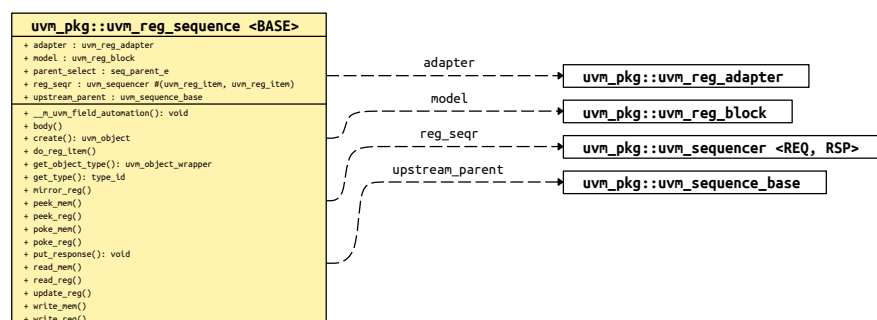 uvm_pkg::uvm_reg_sequence <BASE>
+ adapter : uvm_reg_adapter
+ model : uvm_reg_block
+ parent_select : seq_parent_e
+ reg_seqr : uvm_sequencer #(uvm_reg_item, uvm_reg_item)
+ upstream_parent : uvm_sequence_base
+ __m_uvm_field_automation(): void
+ body()
+ create(): uvm_object
+ do_reg_item()
+ get_object_type(): uvm_object_wrapper
+ get_type(): type_id
+ mirror_reg()
+ peek_mem()
+ peek_reg()
+ poke_mem()
+ poke_reg()
+ put_response(): void
+ read_mem()
+ read_reg()
+ update_reg()
+ write_mem()
+ write_reg()
adapter
uvm_pkg::uvm_reg_adapter
model
uvm_pkg::uvm_reg_block
reg_seqr
uvm_pkg::uvm_sequencer <REQ, RSP>
upstream_parent
uvm_pkg::uvm_sequence_base